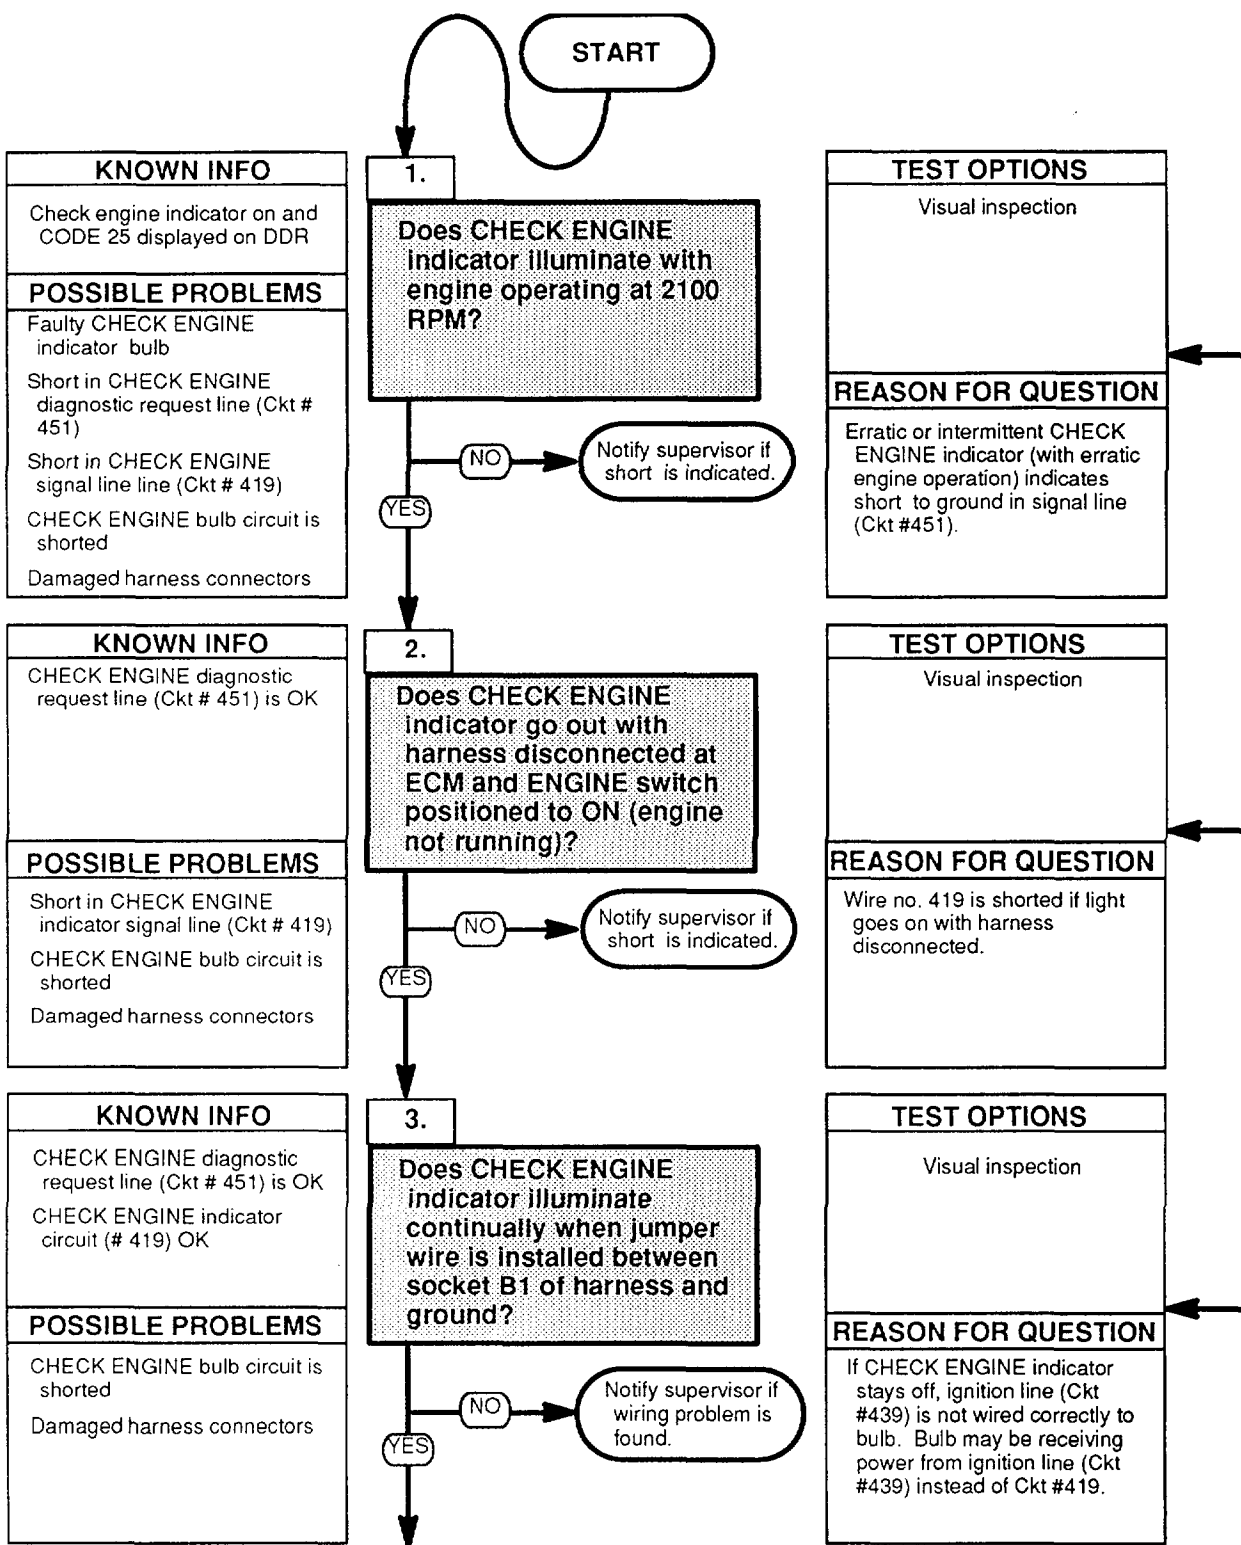 START
KNOWN INFO
Check engine indicator on and
CODE 25 displayed on DDR
POSSIBLE PROBLEMS
Faulty CHECK ENGINE
indicator bulb
Short in CHECK ENGINE
diagnostic request line (Ckt #
451)
Short in CHECK ENGINE
signal line line (Ckt # 419)
CHECK ENGINE bulb circuit is
shorted
Damaged harness connectors
1.
Does CHECK ENGINE
indicator illuminate with
engine operating at 2100
RPM?
NO
Notify supervisor if
short is indicated.
YES
TEST OPTIONS
Visual inspection
REASON FOR QUESTION
Erratic or intermittent CHECK
ENGINE indicator (with erratic
engine operation) indicates
short to ground in signal line
(Ckt #451).
KNOWN INFO
CHECK ENGINE diagnostic
request line (Ckt # 451) is OK
POSSIBLE PROBLEMS
Short in CHECK ENGINE
indicator signal line (Ckt # 419)
CHECK ENGINE bulb circuit is
shorted
Damaged harness connectors
2.
Does CHECK ENGINE
indicator go out with
harness disconnected at
ECM and ENGINE switch
positioned to ON (engine
not running)?
NO
Notify supervisor if
short is indicated.
YES
TEST OPTIONS
Visual inspection
REASON FOR QUESTION
Wire no. 419 is shorted if light
goes on with harness
disconnected.
KNOWN INFO
CHECK ENGINE diagnostic
request line (Ckt # 451) is OK
CHECK ENGINE indicator
circuit (# 419) OK
POSSIBLE PROBLEMS
CHECK ENGINE bulb circuit is
shorted
Damaged harness connectors
3.
Does CHECK ENGINE
indicator illuminate
continually when jumper
wire is installed between
socket B1 of harness and
ground?
NO
Notify supervisor if
wiring problem is
found.
YES
TEST OPTIONS
Visual inspection
REASON FOR QUESTION
If CHECK ENGINE indicator
stays off, ignition line (Ckt
#439) is not wired correctly to
bulb. Bulb may be receiving
power from ignition line (Ckt
#439) instead of Ckt #419.